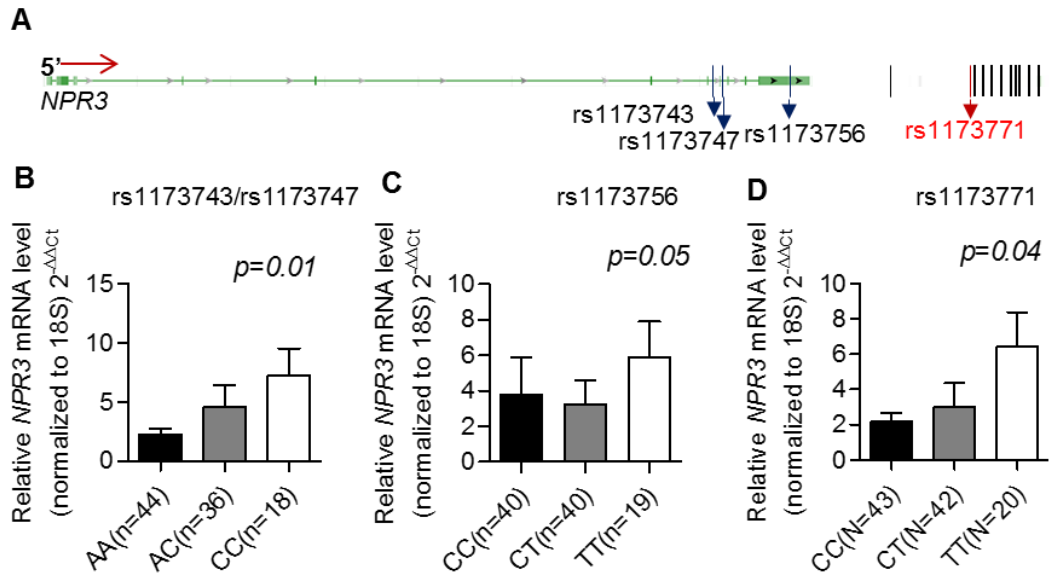 A
5'
NPR3
rs1173743
rs1173747
rs1173756
rs1173771
B
rs1173743/rs1173747
Relative NPR3 mRNA level
(normalized to 18S) 2^-ΔΔCt
p=0.01
15
10
5
0
AA(n=44)
AC(n=36)
CC(n=18)
C
rs1173756
Relative NPR3 mRNA level
(normalized to 18S) 2^-ΔΔCt
p=0.05
10
8
6
4
2
0
CC(n=40)
CT(n=40)
TT(n=19)
D
rs1173771
Relative NPR3 mRNA level
(normalized to 18S) 2^-ΔΔCt
p=0.04
10
8
6
4
2
0
CC(N=43)
CT(N=42)
TT(N=20)